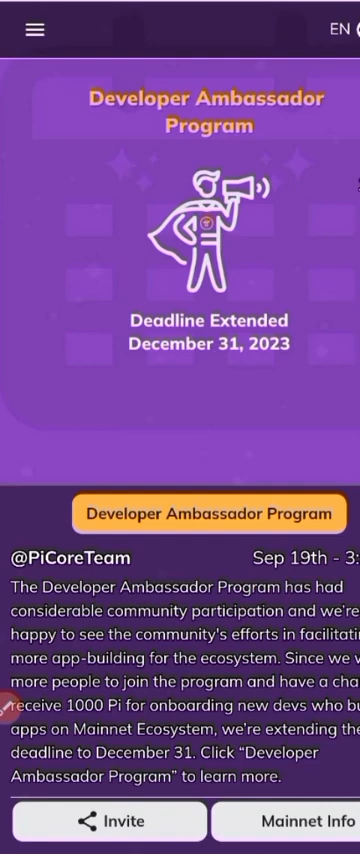 EN
Developer Ambassador
Program
Deadline Extended
December 31, 2023
Developer Ambassador Program
@PiCoreTeam Sep 19th - 3:
The Developer Ambassador Program has had
considerable community participation and we're
happy to see the community's efforts in facilitati
more app-building for the ecosystem. Since we w
more people to join the program and have a cha
receive 1000 Pi for onboarding new devs who bu
apps on Mainnet Ecosystem, we're extending the
deadline to December 31. Click “Developer
Ambassador Program” to learn more.
Invite Mainnet Info